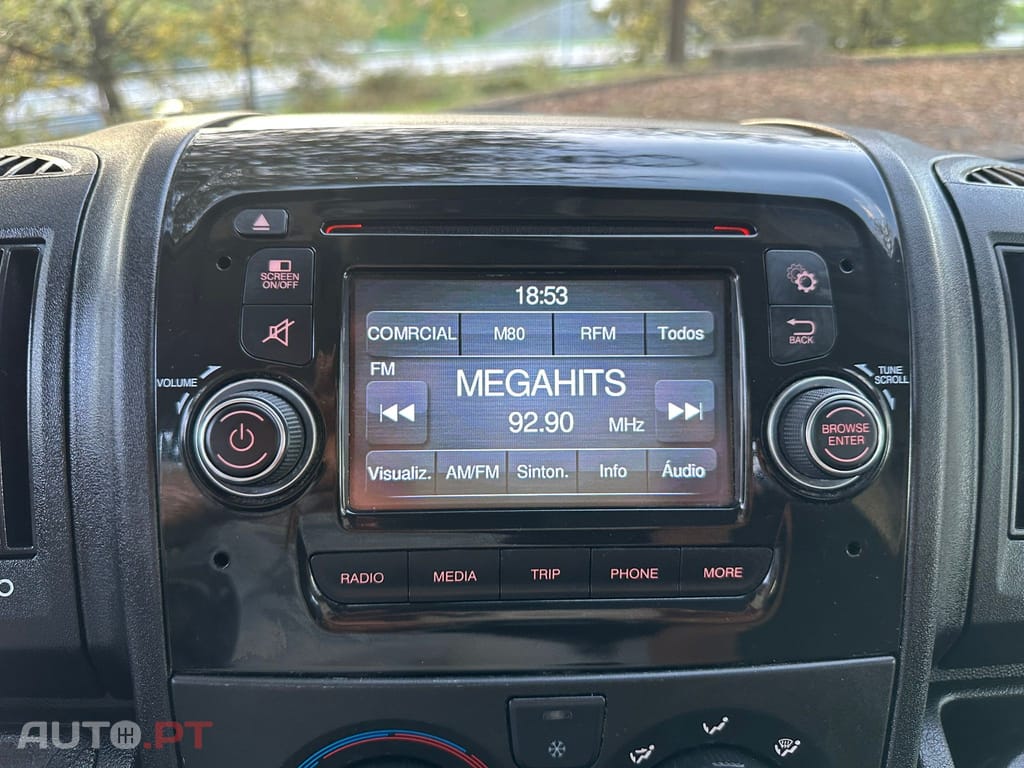 SCREEN
ON/OFF
18:53
COMRCIAL M80 RFM Todos
BACK
VOLUME
FM
MEGAHITS
TUNE
SCROLL
92.90 MHz
BROWSE
ENTER
Visualiz. AM/FM Sinton. Info Áudio
RADIO MEDIA TRIP PHONE MORE
AUTO.PT